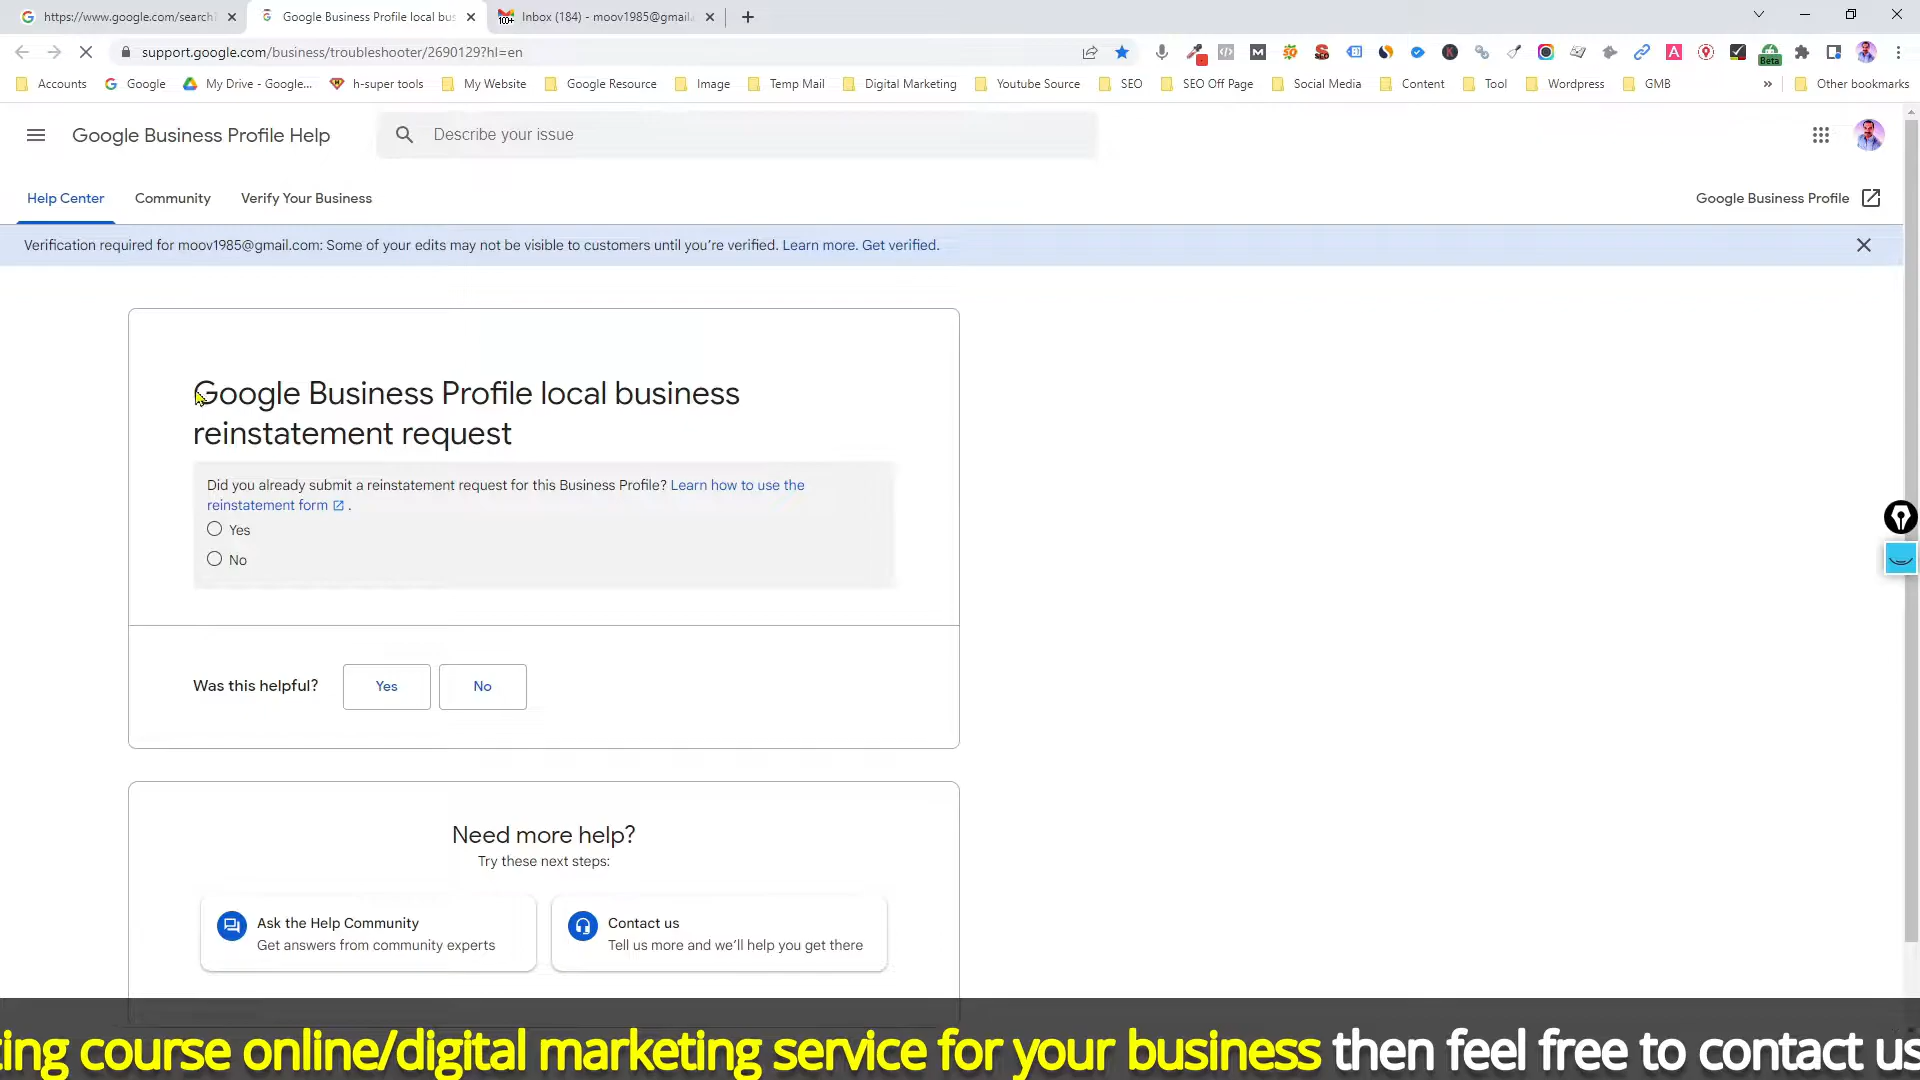 https://www.google.com/search
Google Business Profile local bus
Inbox (184) - moov1985@gmail.
support.google.com/business/troubleshooter/2690129?hl=en
Accounts
Google
My Drive - Google...
h-super tools
My Website
Google Resource
Image
Temp Mail
Digital Marketing
Youtube Source
SEO
SEO Off Page
Social Media
Content
Tool
Wordpress
GMB
»
Other bookmarks
Beta
Google Business Profile Help
Describe your issue
Help Center
Community
Verify Your Business
Google Business Profile
Verification required for moov1985@gmail.com: Some of your edits may not be visible to customers until you’re verified. Learn more. Get verified.
Google Business Profile local business
reinstatement request
Did you already submit a reinstatement request for this Business Profile? Learn how to use the
reinstatement form .
Yes
No
Was this helpful?
Yes
No
Need more help?
Try these next steps:
Ask the Help Community
Get answers from community experts
Contact us
Tell us more and we’ll help you get there
ting course online/digital marketing service for your business then feel free to contact us